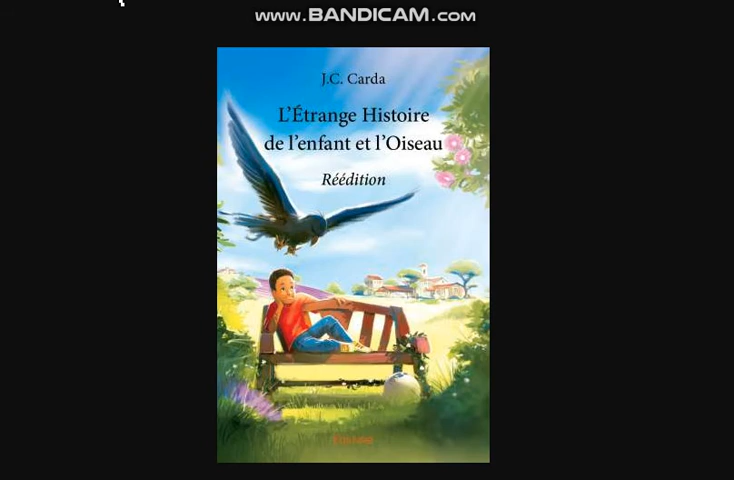 www.BANDICAM.com
J.C. Carda
L'Étrange Histoire
de l'enfant et l'Oiseau
Réédition